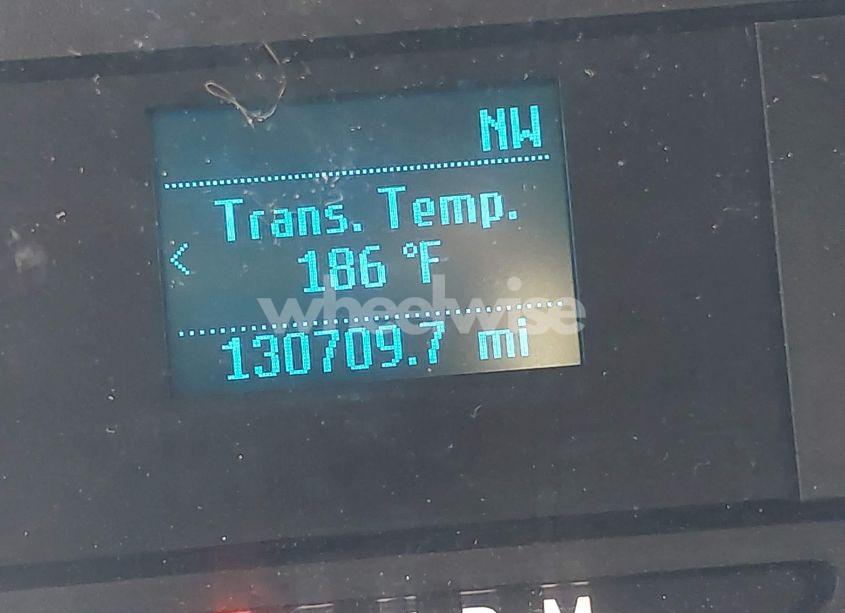 NW
Trans. Temp.
< 186 °F
wheelwise
130709.7 mi
M